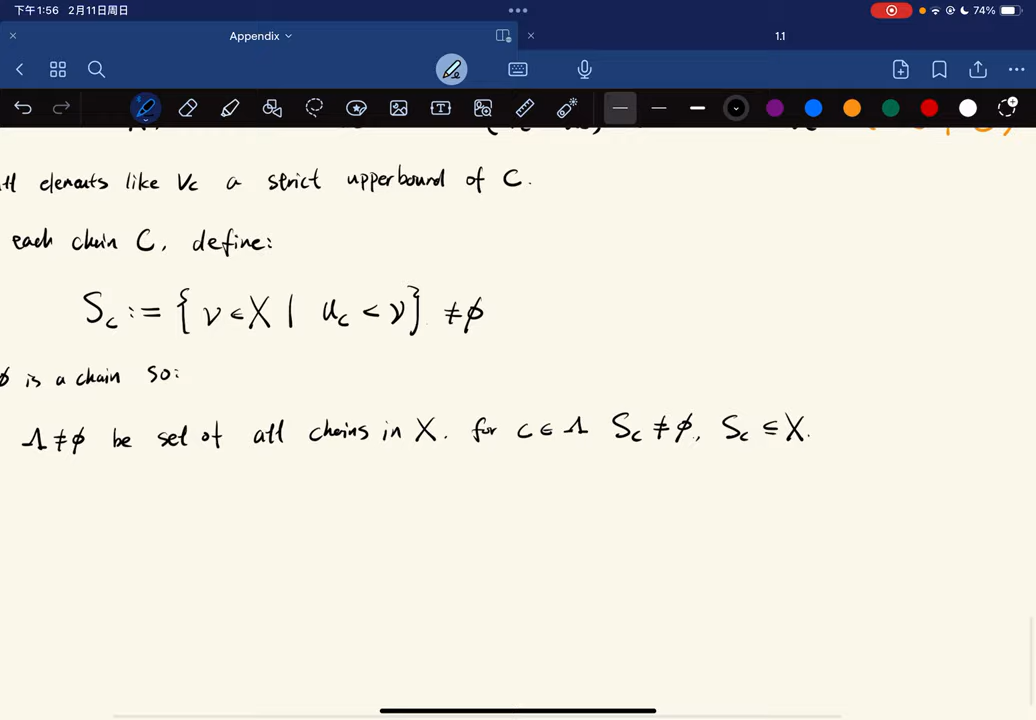 下午1:56 2月11日周日
74%
Appendix
1.1
elements like Vc a strict upperbound of C.
each chain C, define:
Sc := { v ∈ X | uc < v } ≠ φ
φ is a chain so:
Λ ≠ φ be set of all chains in X. for c ∈ Λ Sc ≠ φ, Sc ⊆ X.